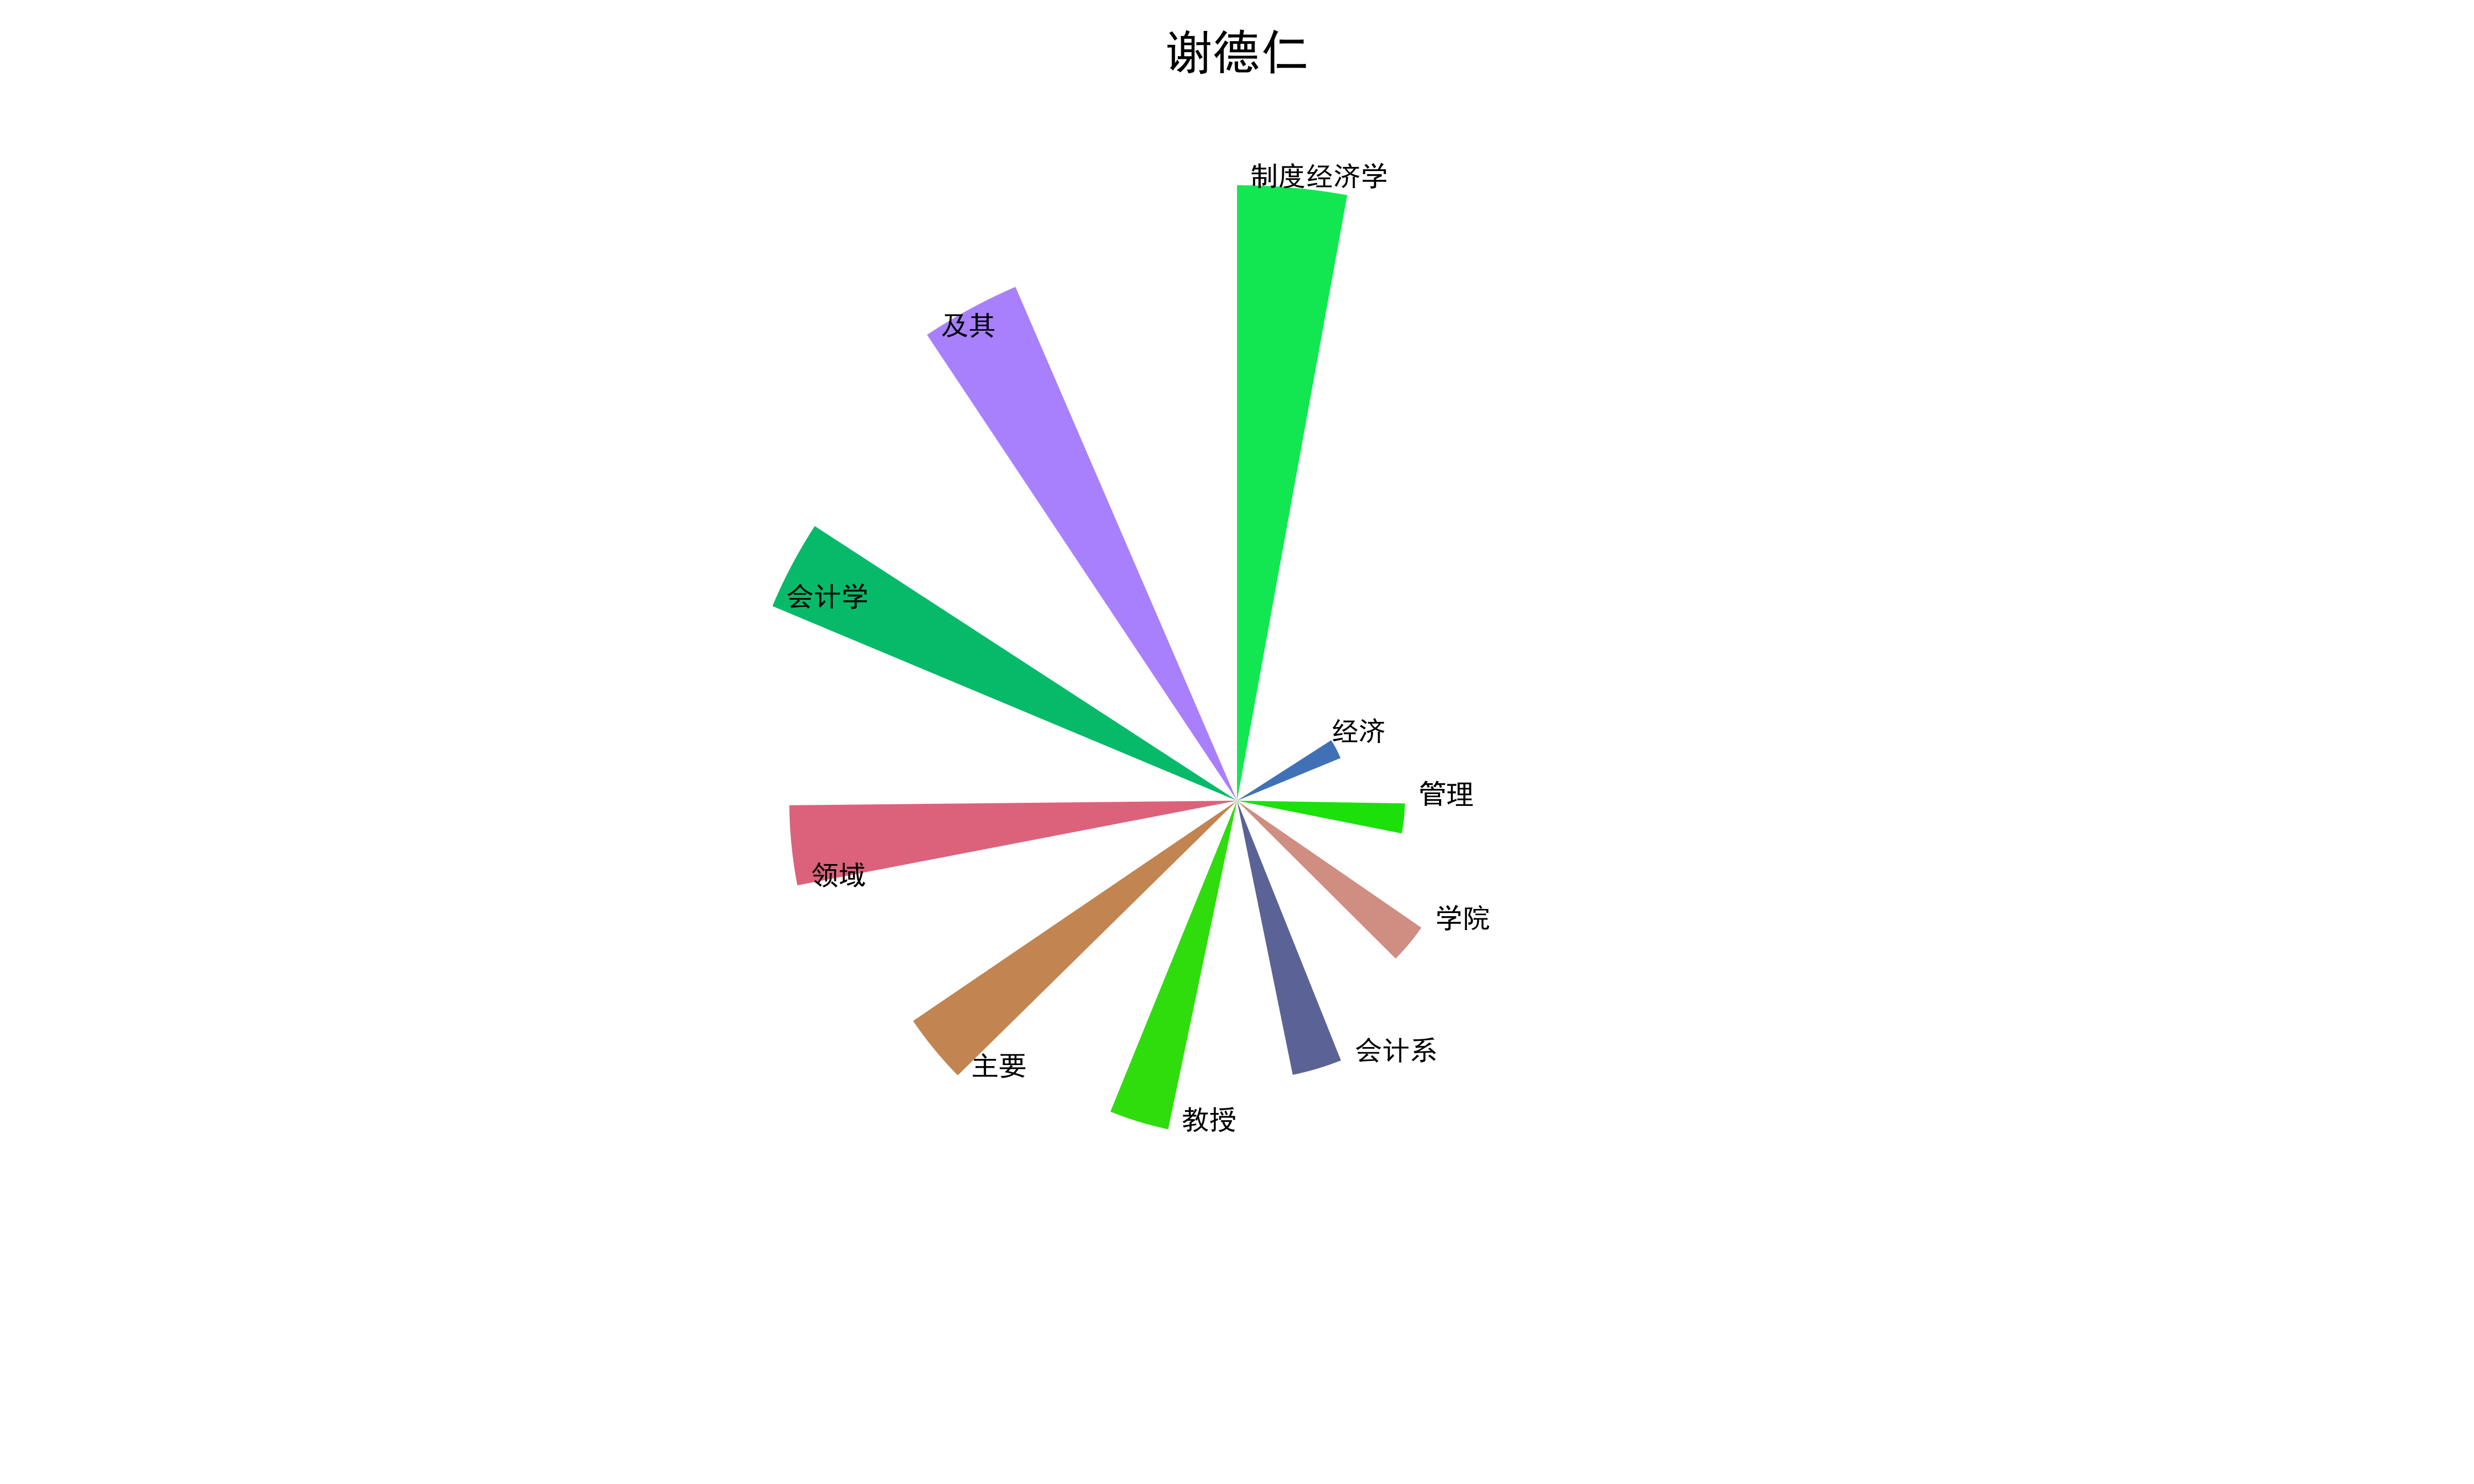 谢德仁
制度经济学
及其
会计学
经济
管理
领域
学院
会计系
主要
教授